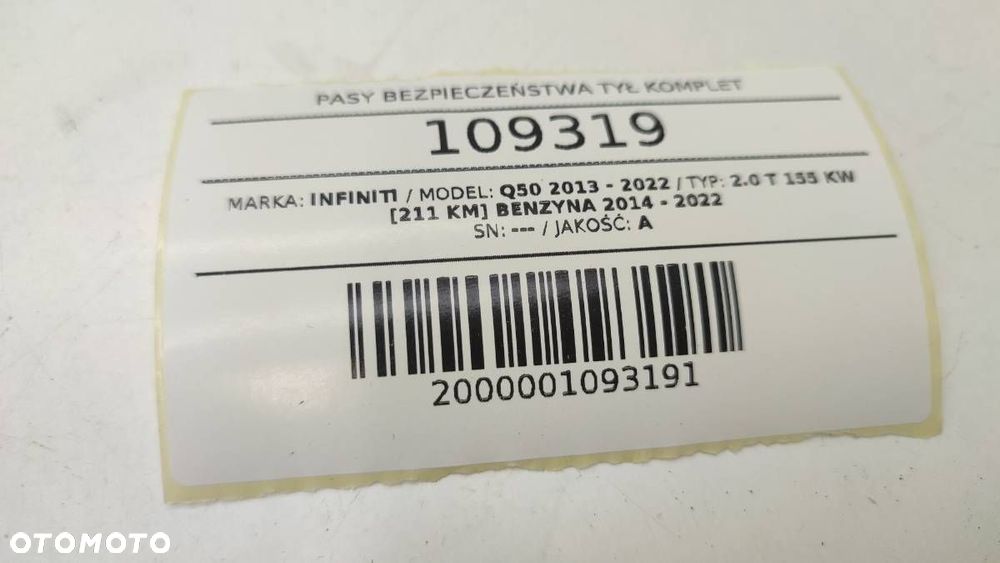 PASY BEZPIECZEŃSTWA TYŁ KOMPLET
109319
MARKA: INFINITI / MODEL: Q50 2013 - 2022 / TYP: 2.0 T 155 KW
[211 KM] BENZYNA 2014 - 2022
SN: --- / JAKOŚĆ: A
2000001093191
OTOMOTO